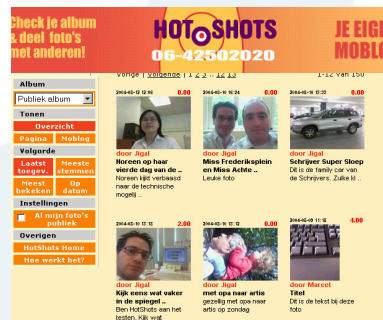 Check je album
& deel foto's
met anderen!
HOT SHOTS
06-42502020
JE EIG
MOBLO
Vorige | Volgende | 1 2 3 .. 12 13
1-12 van 150
Album
Publiek album
Tonen
Overzicht
Pagina
Moblog
Volgorde
Laatst toegev.
Meeste stemmen
Meest bekeken
Op datum
Instellingen
Al mijn foto's
publiek
Overigen
HotShots Home
Hoe werkt het?
0.00
door Jigal
Noreen op haar
vierde dag van de ..
Noreen kijkt verbaasd
naar de technische
mogelij ..
0.00
door Jigal
Miss Frederiksplein
en Miss Achte ..
Leuke foto
0.00
door Jigal
Schrijver Super Sloep
Dit is de family car van
de Schrijvers. Zulke kl ..
2.00
door Jigal
Kijk eens wat vaker
in de spiegel ..
Ben HotShots aan het
testen. Kijk wat
0.00
door Jigal
met opa naar artis
gezellig met opa naar
artis op zondag
4.00
door Marcel
Titel
Dit is de tekst bij deze
foto